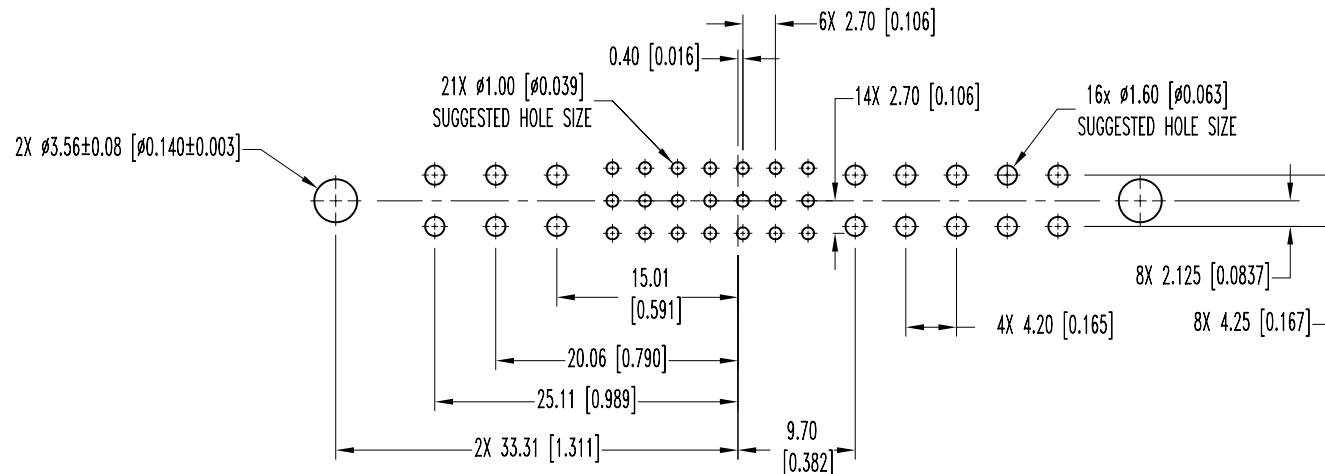 6X 2.70 [0.106]
0.40 [0.016]
21X ø1.00 [ø0.039]
SUGGESTED HOLE SIZE
14X 2.70 [0.106]
16x ø1.60 [ø0.063]
SUGGESTED HOLE SIZE
2X ø3.56±0.08 [ø0.140±0.003]
15.01
[0.591]
8X 2.125 [0.0837]
4X 4.20 [0.165]
8X 4.25 [0.167]
20.06 [0.790]
25.11 [0.989]
2X 33.31 [1.311]
9.70
[0.382]